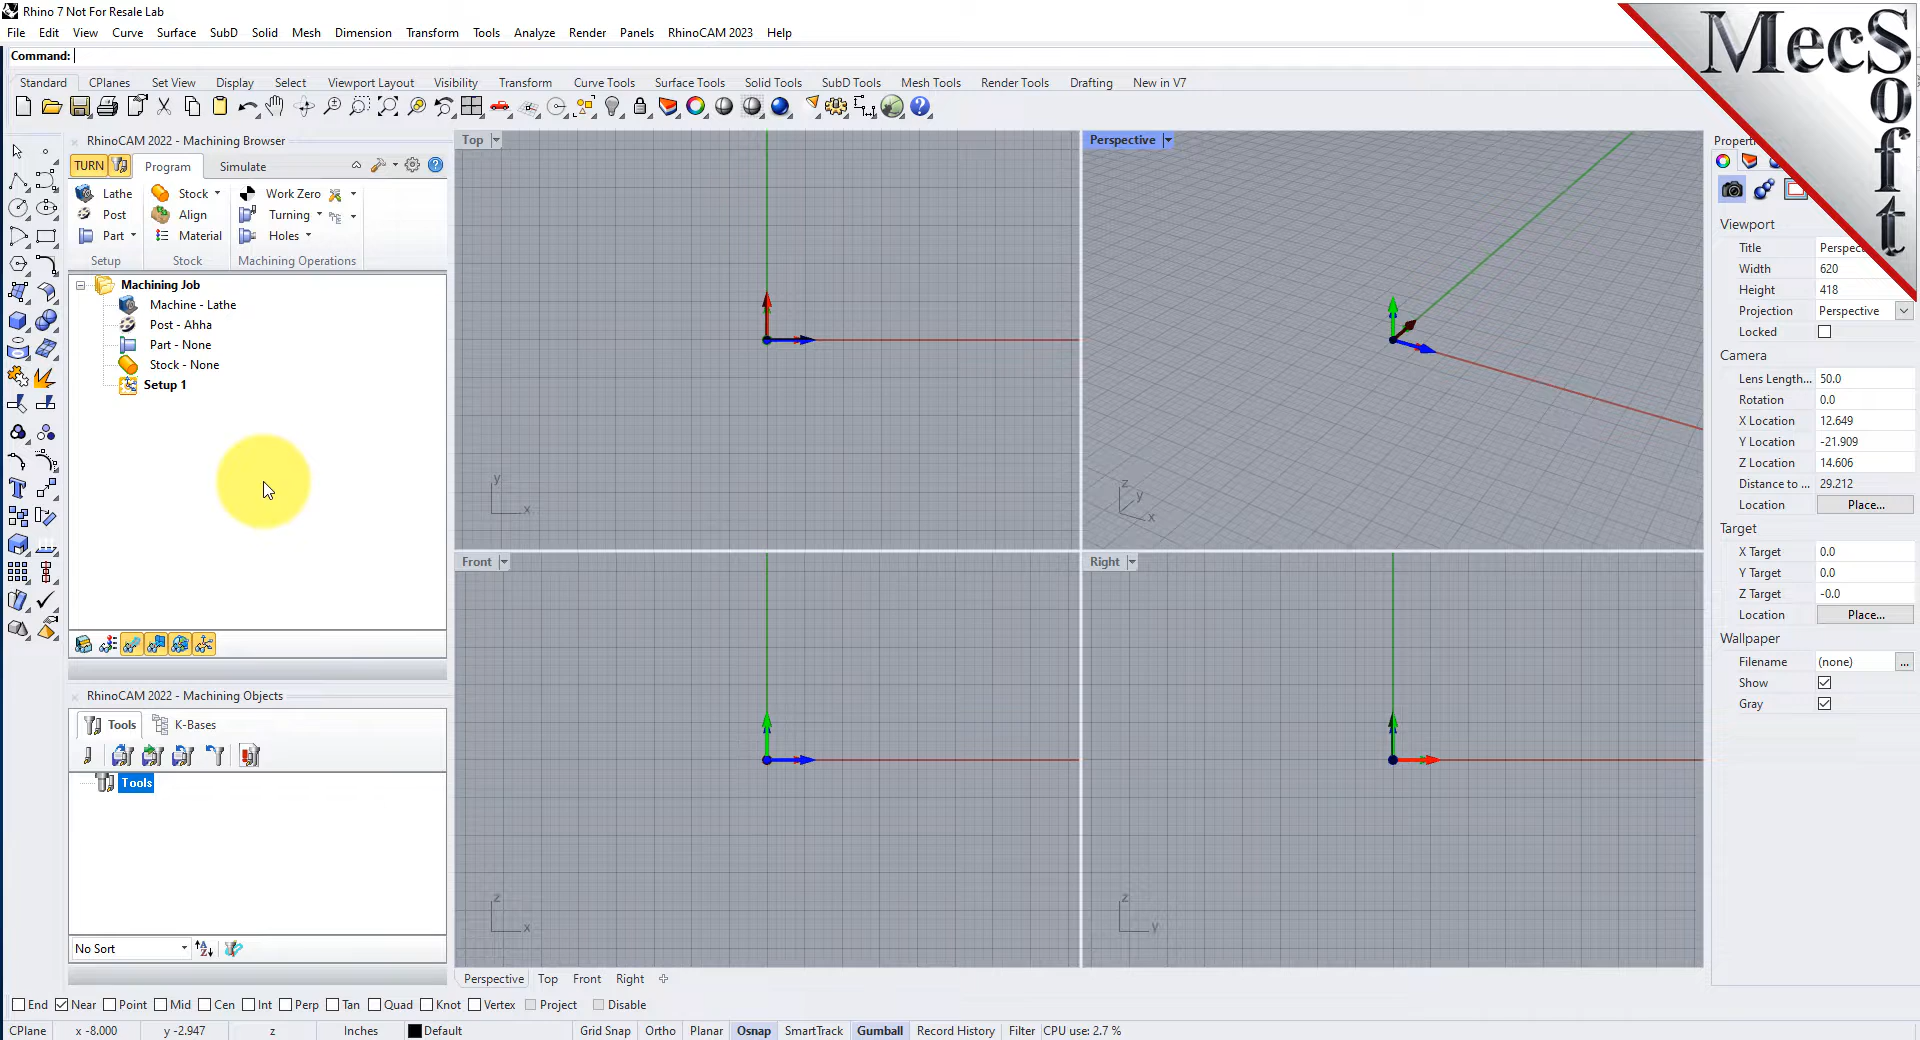 Rhino 7 Not For Resale Lab
File Edit View Curve Surface SubD Solid Mesh Dimension Transform Tools Analyze Render Panels RhinoCAM 2023 Help
Command:
Standard CPlanes Set View Display Select Viewport Layout Visibility Transform Curve Tools Surface Tools Solid Tools SubD Tools Mesh Tools Render Tools Drafting New in V7
MecSoft
RhinoCAM 2022 - Machining Browser
TURN Program Simulate
Lathe Stock Work Zero
Post Align Turning
Part Material Holes
Setup Stock Machining Operations
Machining Job
Machine - Lathe
Post - Ahha
Part - None
Stock - None
Setup 1
RhinoCAM 2022 - Machining Objects
Tools K-Bases
Tools
No Sort
Top
y
x
Perspective
z
y
x
Front
z
x
Right
z
y
Perspective Top Front Right
Viewport
Title
Width 620
Height 418
Projection Perspective
Locked
Camera
Lens Length... 50.0
Rotation 0.0
X Location 12.649
Y Location -21.909
Z Location 14.606
Distance to ... 29.212
Location Place...
Target
X Target 0.0
Y Target 0.0
Z Target -0.0
Location Place...
Wallpaper
Filename (none) ...
Show
Gray
End Near Point Mid Cen Int Perp Tan Quad Knot Vertex Project Disable
CPlane x -8.000 y -2.947 z Inches Default Grid Snap Ortho Planar Osnap SmartTrack Gumball Record History Filter CPU use: 2.7 %